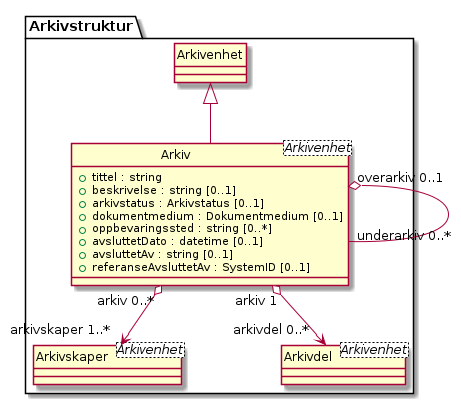 Arkivstruktur
Arkivenhet
Arkivenhet
Arkiv
tittel : string
beskrivelse : string [0..1]
arkivstatus : Arkivstatus [0..1]
dokumentmedium : Dokumentmedium [0..1]
oppbevaringssted : string [0..*]
avsluttetDato : datetime [0..1]
avsluttetAv : string [0..1]
referanseAvsluttetAv : SystemID [0..1]
overarkiv 0..1
underarkiv 0..*
arkiv 0..*
arkiv 1
arkivskaper 1..*
arkivdel 0..*
Arkivskaper
Arkivenhet
Arkivdel
Arkivenhet